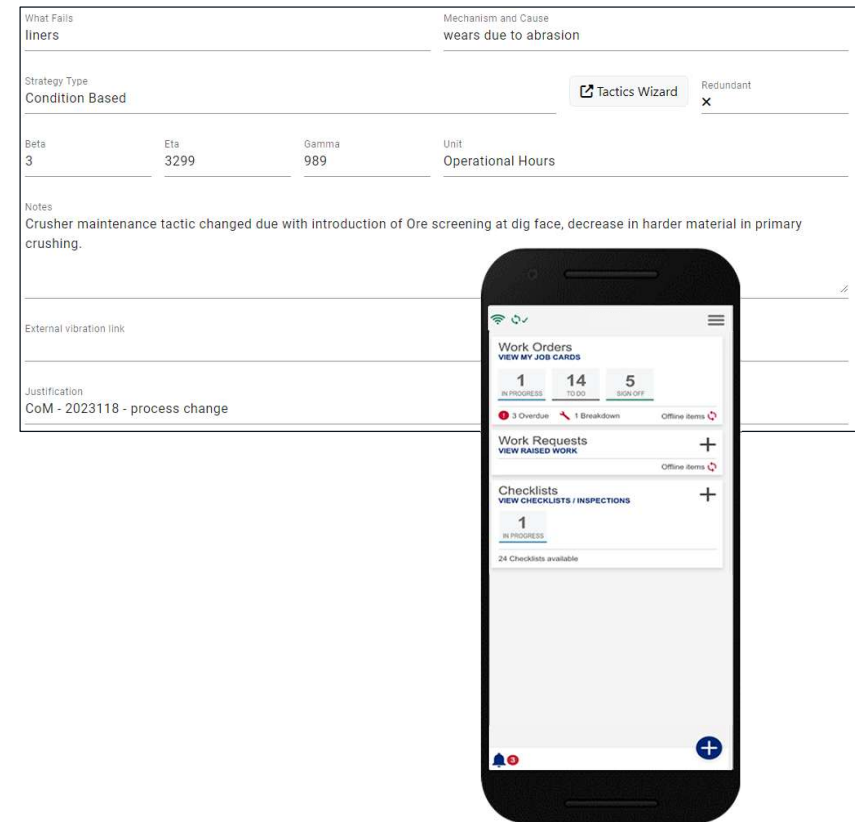 What Fails
liners
Mechanism and Cause
wears due to abrasion
Strategy Type
Condition Based
Tactics Wizard
Redundant
Beta
3
Eta
3299
Gamma
989
Unit
Operational Hours
Notes
Crusher maintenance tactic changed due with introduction of Ore screening at dig face, decrease in harder material in primary
crushing.
External vibration link
Justification
CoM - 2023118 - process change
Work Orders
VIEW MY JOB CARDS
1 14 5
IN PROGRESS TO DO SIGN OFF
3 Overdue 1 Breakdown Offline items
Work Requests
VIEW RAISED WORK
Offline items
Checklists
VIEW CHECKLISTS / INSPECTIONS
1
IN PROGRESS
24 Checklists available
3